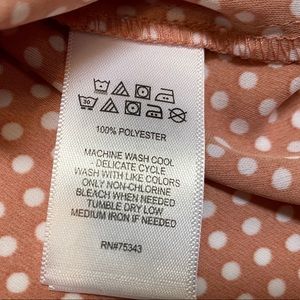 30
100% POLYESTER
MACHINE WASH COOL
- DELICATE CYCLE
WASH WITH LIKE COLORS
ONLY NON-CHLORINE
BLEACH WHEN NEEDED
TUMBLE DRY LOW
MEDIUM IRON IF NEEDED
RN#75343